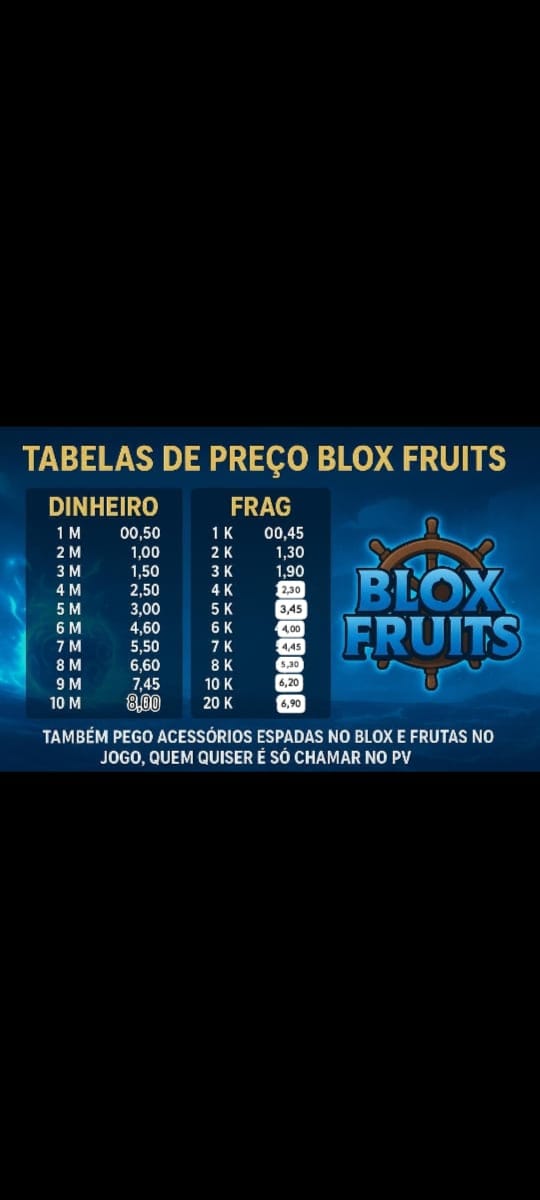 TABELAS DE PREÇO BLOX FRUITS
DINHEIRO
1 M 00,50
2 M 1,00
3 M 1,50
4 M 2,50
5 M 3,00
6 M 4,60
7 M 5,50
8 M 6,60
9 M 7,45
10 M 8,00
FRAG
1 K 00,45
2 K 1,30
3 K 1,90
4 K 2,30
5 K 3,45
6 K 4,00
7 K 4,45
8 K 5,30
10 K 6,20
20 K 6,90
BLOX
FRUITS
TAMBÉM PEGO ACESSÓRIOS ESPADAS NO BLOX E FRUTAS NO
JOGO, QUEM QUISER É SÓ CHAMAR NO PV